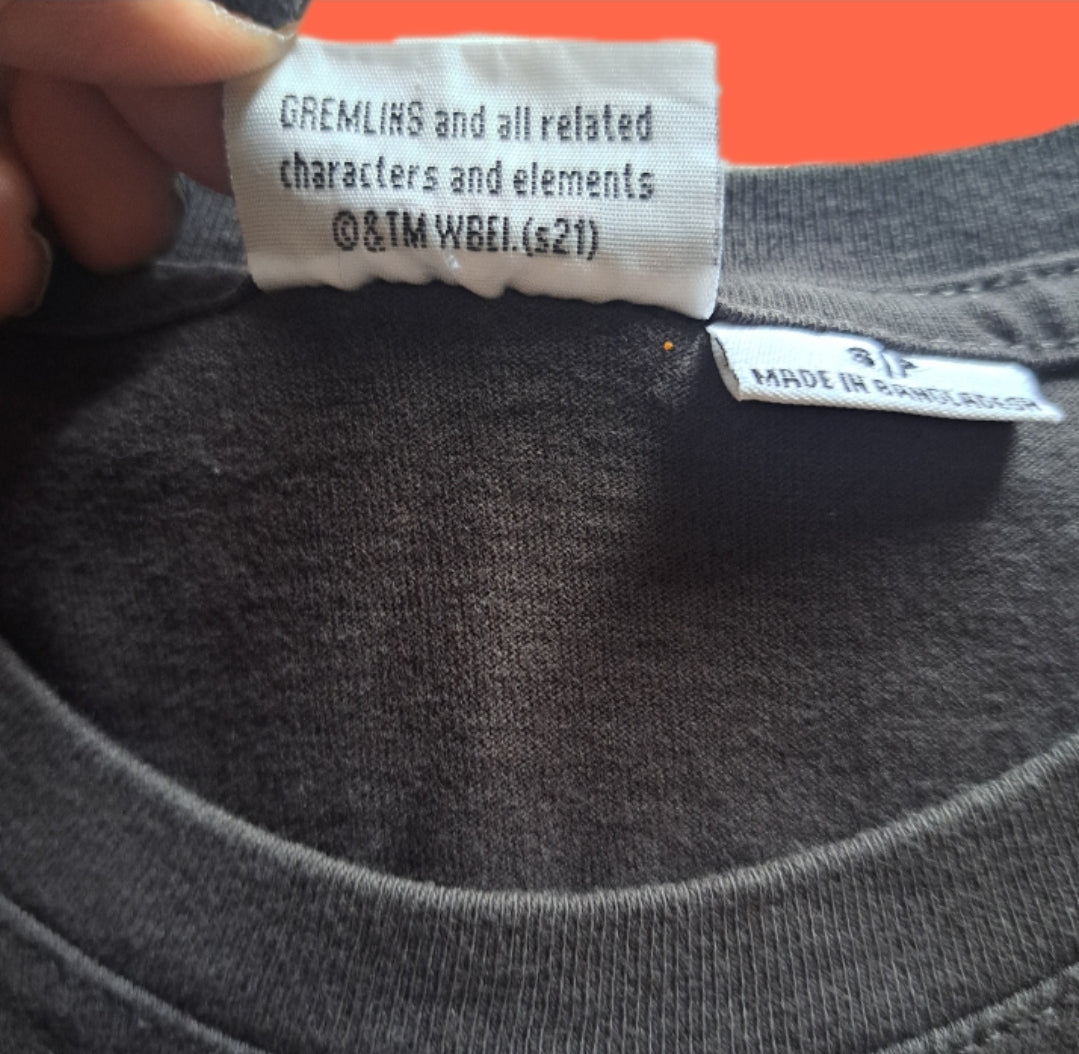 GREMLINS and all related
characters and elements
©&TM WBEI.(s21)
S/P
MADE IN BANGLADESH